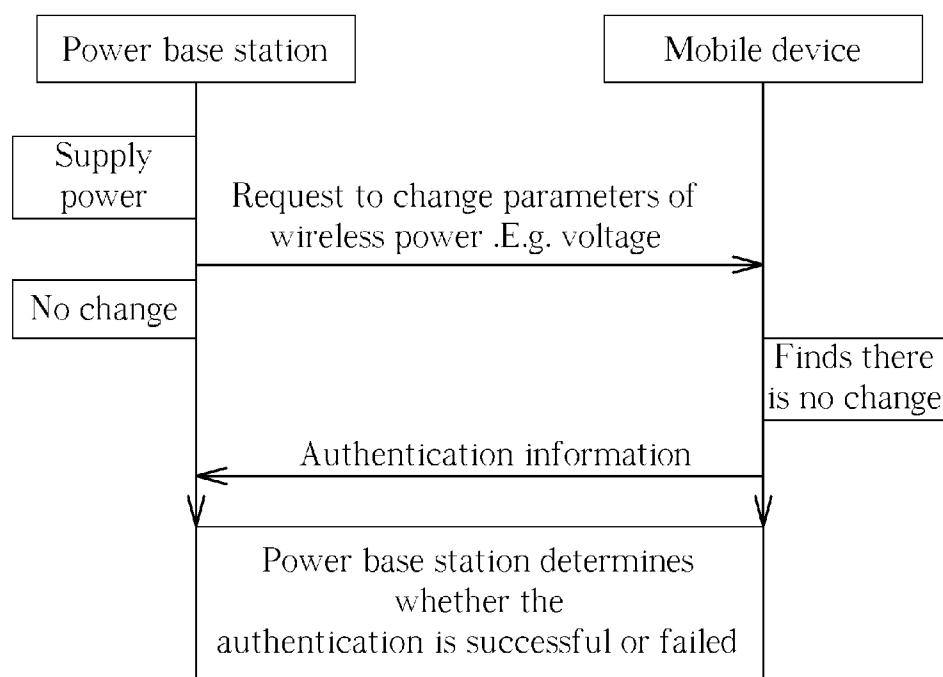 Power base station
Mobile device
Supply
power
Request to change parameters of
wireless power .E.g. voltage
No change
Finds there
is no change
Authentication information
Power base station determines
whether the
authentication is successful or failed